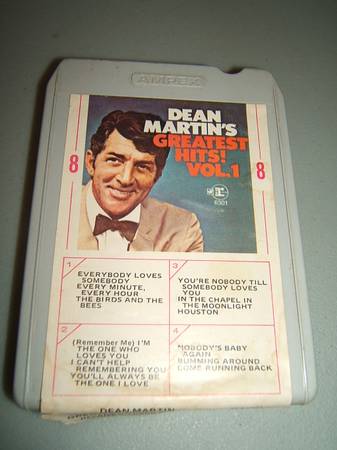 AMPEX
DEAN
MARTIN'S
GREATEST
HITS!
VOL.1
8
8
6301
1
EVERYBODY LOVES
SOMEBODY
EVERY MINUTE,
EVERY HOUR
THE BIRDS AND THE
BEES
3
YOU'RE NOBODY TILL
SOMEBODY LOVES
YOU
IN THE CHAPEL IN
THE MOONLIGHT
HOUSTON
2
(Remember Me) I'M
THE ONE WHO
LOVES YOU
I CAN'T HELP
REMEMBERING YOU
YOU'LL ALWAYS BE
THE ONE I LOVE
4
NOBODY'S BABY
AGAIN
BUMMING AROUND
COME RUNNING BACK
DEAN MARTIN